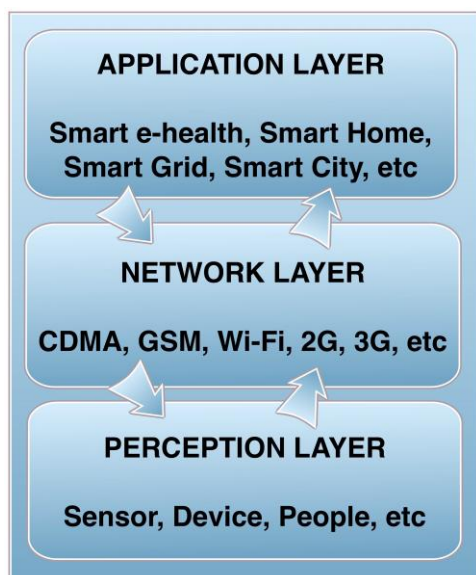 APPLICATION LAYER
Smart e-health, Smart Home,
Smart Grid, Smart City, etc
NETWORK LAYER
CDMA, GSM, Wi-Fi, 2G, 3G, etc
PERCEPTION LAYER
Sensor, Device, People, etc